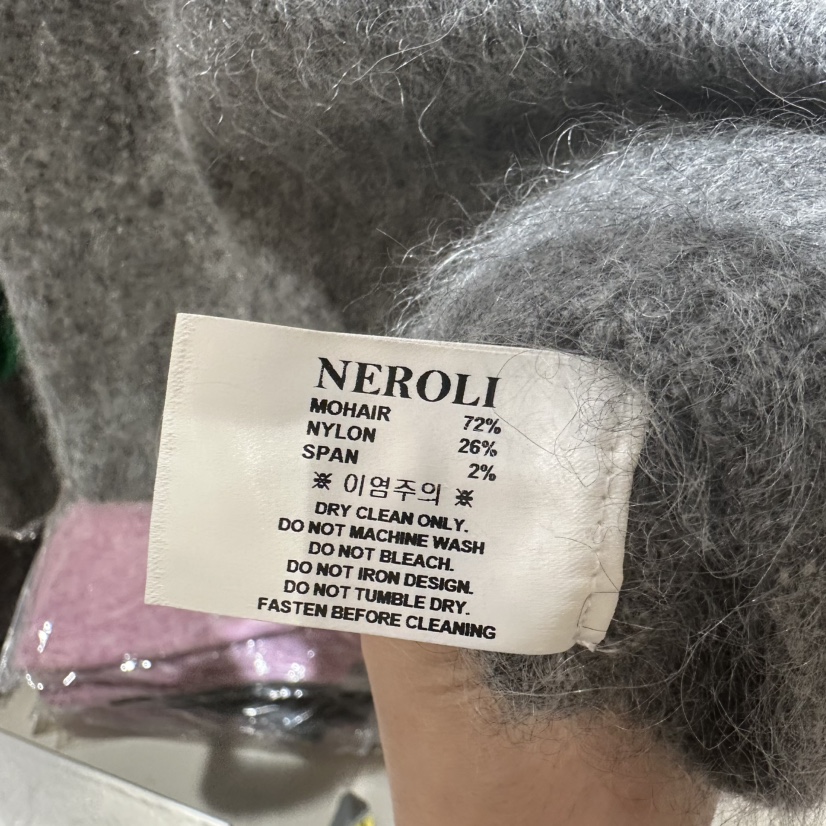 NEROLI
MOHAIR 72%
NYLON 26%
SPAN 2%
※ 이염주의 ※
DRY CLEAN ONLY.
DO NOT MACHINE WASH
DO NOT BLEACH.
DO NOT IRON DESIGN.
DO NOT TUMBLE DRY.
FASTEN BEFORE CLEANING